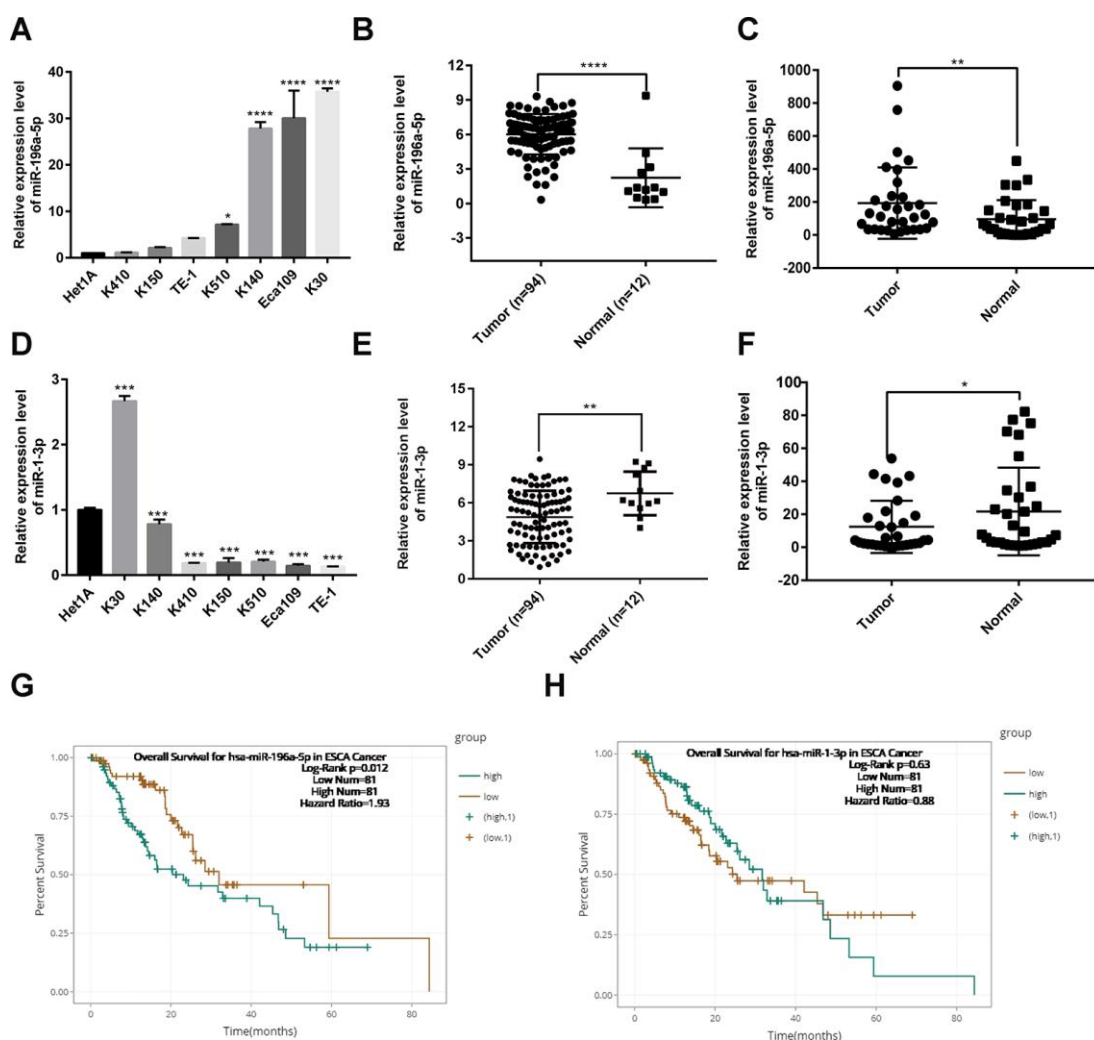 A
Relative expression level
of miR-196a-5p
40
30
20
10
0
* **** **** ****
Het1A K410 K150 TE-1 K510 K140 Eca109 K30
B
Relative expression level
of miR-196a-5p
12
9
6
3
0
-3
****
Tumor (n=94) Normal (n=12)
C
Relative expression level
of miR-196a-5p
1000
800
600
400
200
0
-200
**
Tumor Normal
D
Relative expression level
of miR-1-3p
3
2
1
0
*** *** *** *** *** *** ***
Het1A K30 K140 K410 K150 K510 Eca109 TE-1
E
Relative expression level
of miR-1-3p
15
12
9
6
3
0
**
Tumor (n=94) Normal (n=12)
F
Relative expression level
of miR-1-3p
100
80
60
40
20
0
-20
*
Tumor Normal
G
Overall Survival for hsa-miR-196a-5p in ESCA Cancer
Log-Rank p=0.012
Low Num=81
High Num=81
Hazard Ratio=1.93
group
high
low
(high,1)
(low,1)
Percent Survival
1.00
0.75
0.50
0.25
0.00
0 20 40 60 80
Time(months)
H
Overall Survival for hsa-miR-1-3p in ESCA Cancer
Log-Rank p=0.63
Low Num=81
High Num=81
Hazard Ratio=0.88
group
low
high
(low,1)
(high,1)
Percent Survival
1.00
0.75
0.50
0.25
0.00
0 20 40 60 80
Time(months)